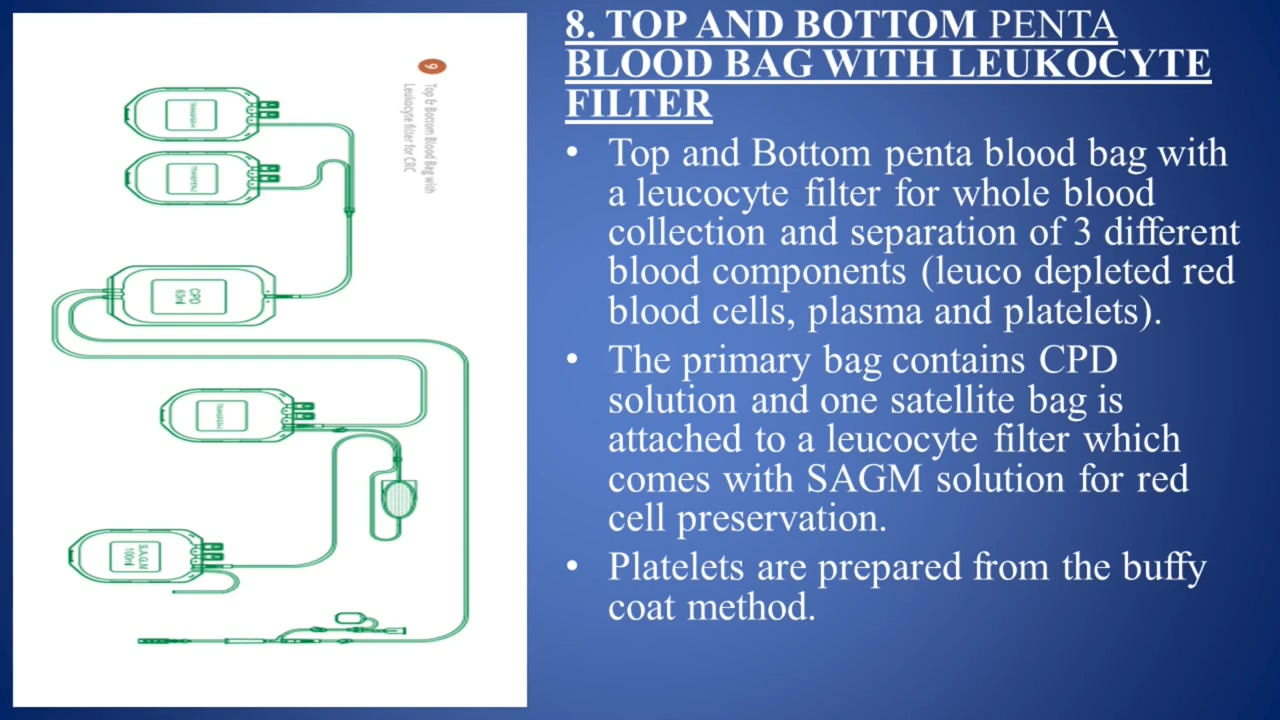 8. TOP AND BOTTOM PENTA
BLOOD BAG WITH LEUKOCYTE
FILTER
• Top and Bottom penta blood bag with
a leucocyte filter for whole blood
collection and separation of 3 different
blood components (leuco depleted red
blood cells, plasma and platelets).
• The primary bag contains CPD
solution and one satellite bag is
attached to a leucocyte filter which
comes with SAGM solution for red
cell preservation.
• Platelets are prepared from the buffy
coat method.
9
Top & Bottom Blood Bag with
Leukocyte filter for CRC
CPD
63ml
S.A.G.M
100ml